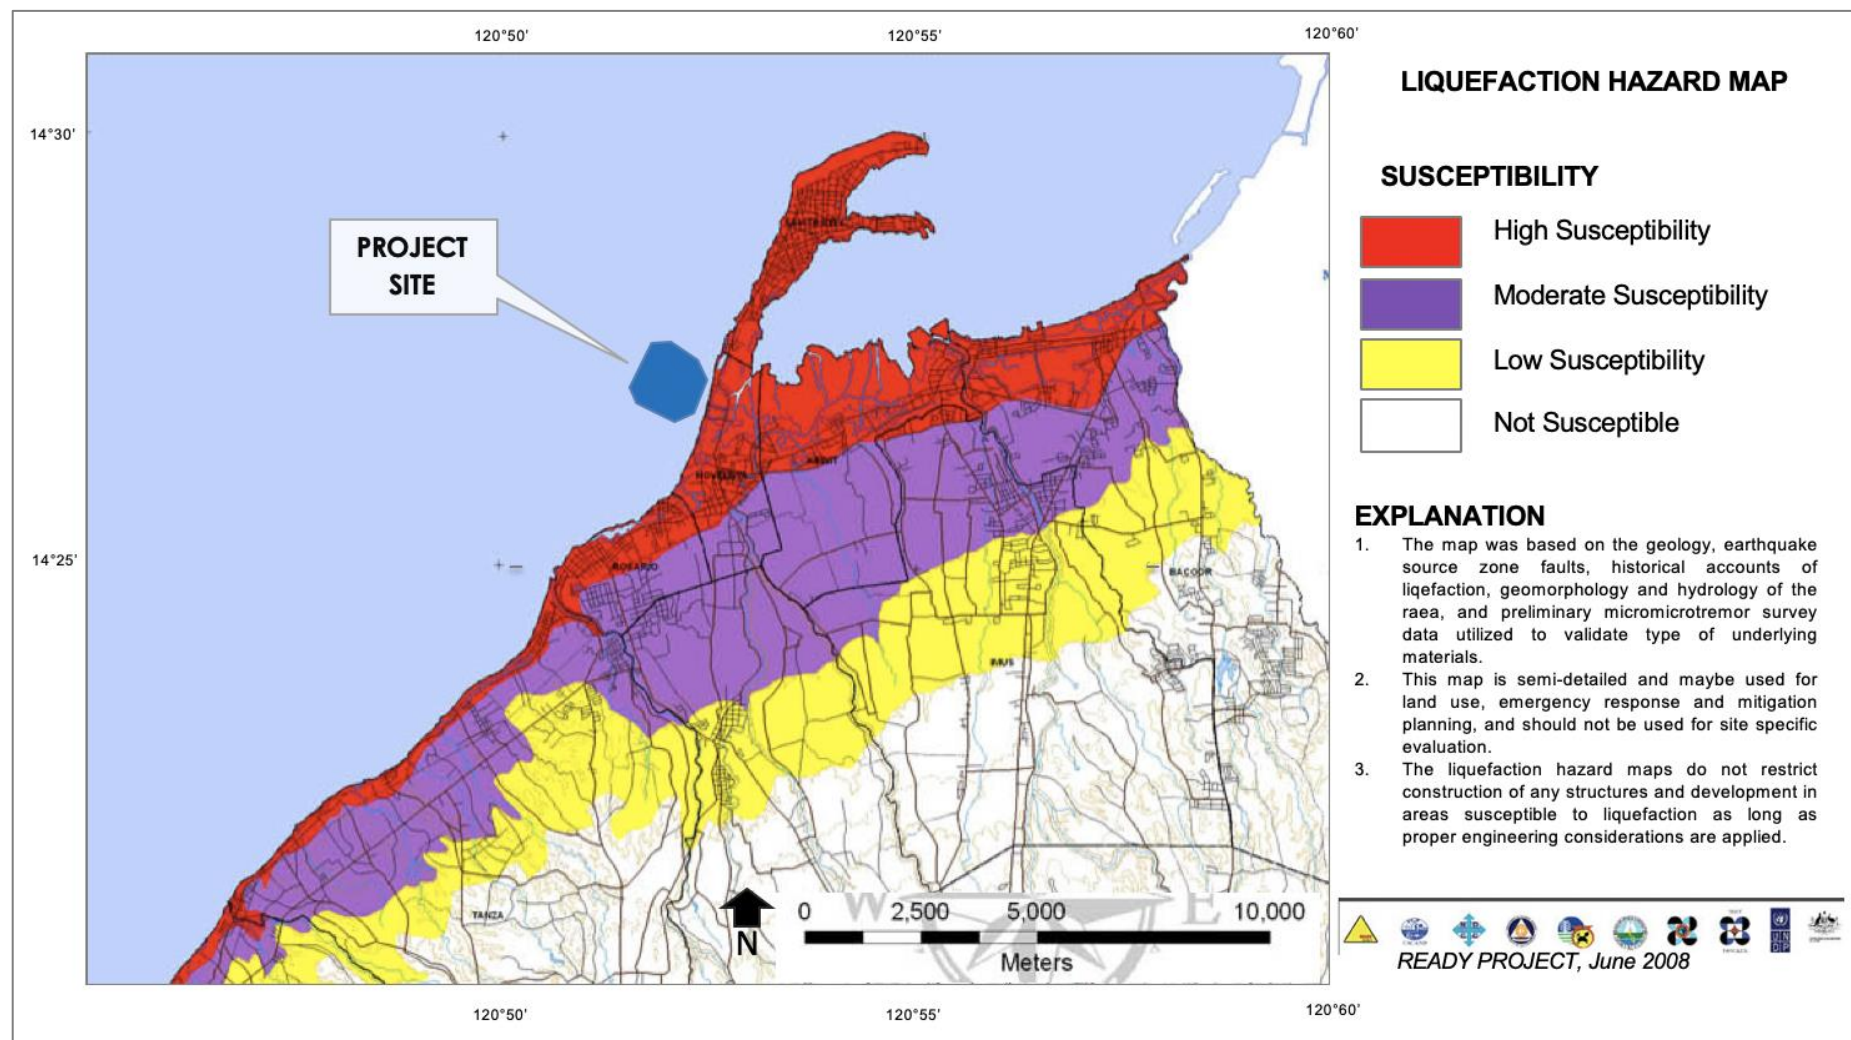 120°50'
120°55'
120°60'
14°30'
14°25'
PROJECT
SITE
ROSARIO
BACOOR
IMUS
TANZA
W
E
N
0
2,500
5,000
10,000
Meters
120°50'
120°55'
120°60'
LIQUEFACTION HAZARD MAP
SUSCEPTIBILITY
High Susceptibility
Moderate Susceptibility
Low Susceptibility
Not Susceptible
EXPLANATION
1. The map was based on the geology, earthquake
source zone faults, historical accounts of
liqefaction, geomorphology and hydrology of the
raea, and preliminary micromicrotremor survey
data utilized to validate type of underlying
materials.
2. This map is semi-detailed and maybe used for
land use, emergency response and mitigation
planning, and should not be used for site specific
evaluation.
3. The liquefaction hazard maps do not restrict
construction of any structures and development in
areas susceptible to liquefaction as long as
proper engineering considerations are applied.
READY PROJECT, June 2008